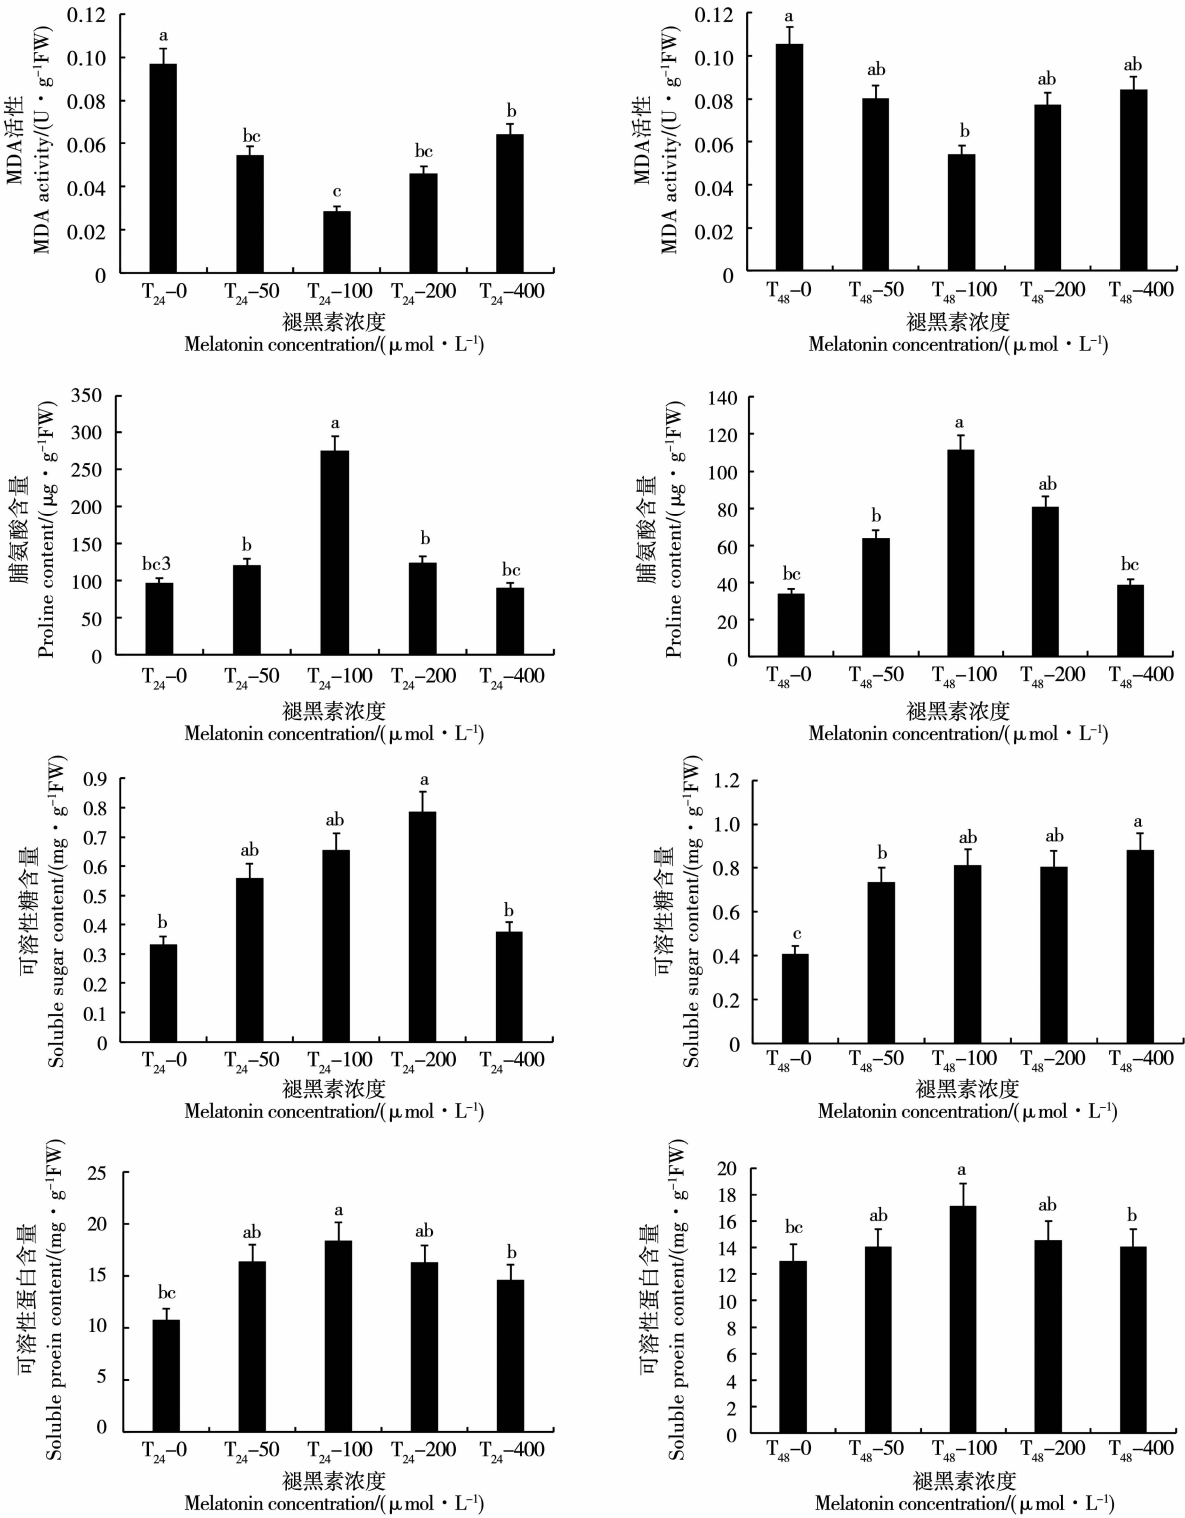 MDA活性
MDA activity/(U·g⁻¹FW)
0.12
0.10
0.08
0.06
0.04
0.02
0
a
bc
c
bc
b
T₂₄-0
T₂₄-50
T₂₄-100
T₂₄-200
T₂₄-400
褪黑素浓度
Melatonin concentration/(μmol·L⁻¹)
MDA活性
MDA activity/(U·g⁻¹FW)
0.12
0.10
0.08
0.06
0.04
0.02
0
a
ab
b
ab
ab
T₄₈-0
T₄₈-50
T₄₈-100
T₄₈-200
T₄₈-400
褪黑素浓度
Melatonin concentration/(μmol·L⁻¹)
脯氨酸含量
Proline content/(μg·g⁻¹FW)
350
300
250
200
150
100
50
0
bc3
b
a
b
bc
T₂₄-0
T₂₄-50
T₂₄-100
T₂₄-200
T₂₄-400
褪黑素浓度
Melatonin concentration/(μmol·L⁻¹)
脯氨酸含量
Proline content/(μg·g⁻¹FW)
140
120
100
80
60
40
20
0
bc
b
a
ab
bc
T₄₈-0
T₄₈-50
T₄₈-100
T₄₈-200
T₄₈-400
褪黑素浓度
Melatonin concentration/(μmol·L⁻¹)
可溶性糖含量
Soluble sugar content/(mg·g⁻¹FW)
0.9
0.8
0.7
0.6
0.5
0.4
0.3
0.2
0.1
0
b
ab
ab
a
b
T₂₄-0
T₂₄-50
T₂₄-100
T₂₄-200
T₂₄-400
褪黑素浓度
Melatonin concentration/(μmol·L⁻¹)
可溶性糖含量
Soluble sugar content/(mg·g⁻¹FW)
1.2
1.0
0.8
0.6
0.4
0.2
0
c
b
ab
ab
a
T₄₈-0
T₄₈-50
T₄₈-100
T₄₈-200
T₄₈-400
褪黑素浓度
Melatonin concentration/(μmol·L⁻¹)
可溶性蛋白含量
Soluble proein content/(mg·g⁻¹FW)
25
20
15
10
5
0
bc
ab
a
ab
b
T₂₄-0
T₂₄-50
T₂₄-100
T₂₄-200
T₂₄-400
褪黑素浓度
Melatonin concentration/(μmol·L⁻¹)
可溶性蛋白含量
Soluble proein content/(mg·g⁻¹FW)
20
18
16
14
12
10
8
6
4
2
0
bc
ab
a
ab
b
T₄₈-0
T₄₈-50
T₄₈-100
T₄₈-200
T₄₈-400
褪黑素浓度
Melatonin concentration/(μmol·L⁻¹)